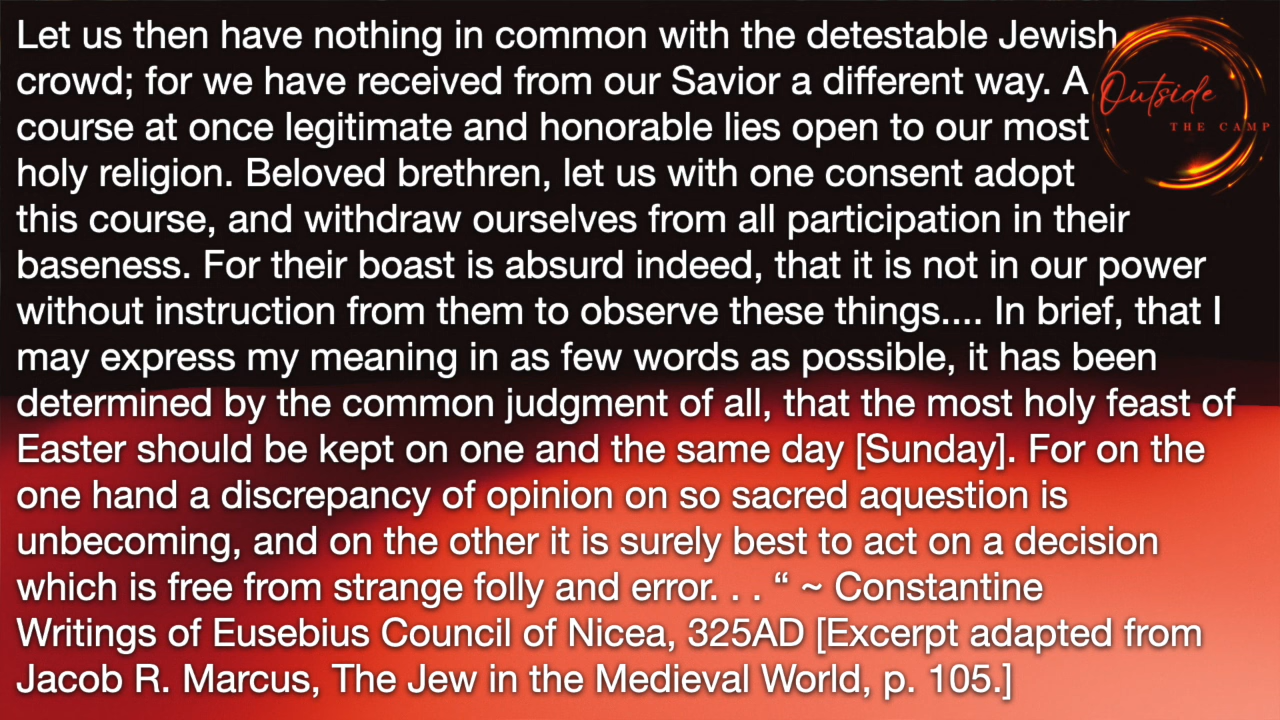 Let us then have nothing in common with the detestable Jewish
crowd; for we have received from our Savior a different way. A
course at once legitimate and honorable lies open to our most
holy religion. Beloved brethren, let us with one consent adopt
this course, and withdraw ourselves from all participation in their
baseness. For their boast is absurd indeed, that it is not in our power
without instruction from them to observe these things.... In brief, that I
may express my meaning in as few words as possible, it has been
determined by the common judgment of all, that the most holy feast of
Easter should be kept on one and the same day [Sunday]. For on the
one hand a discrepancy of opinion on so sacred aquestion is
unbecoming, and on the other it is surely best to act on a decision
which is free from strange folly and error. . . “ ~ Constantine
Writings of Eusebius Council of Nicea, 325AD [Excerpt adapted from
Jacob R. Marcus, The Jew in the Medieval World, p. 105.]
Outside
THE CAMP